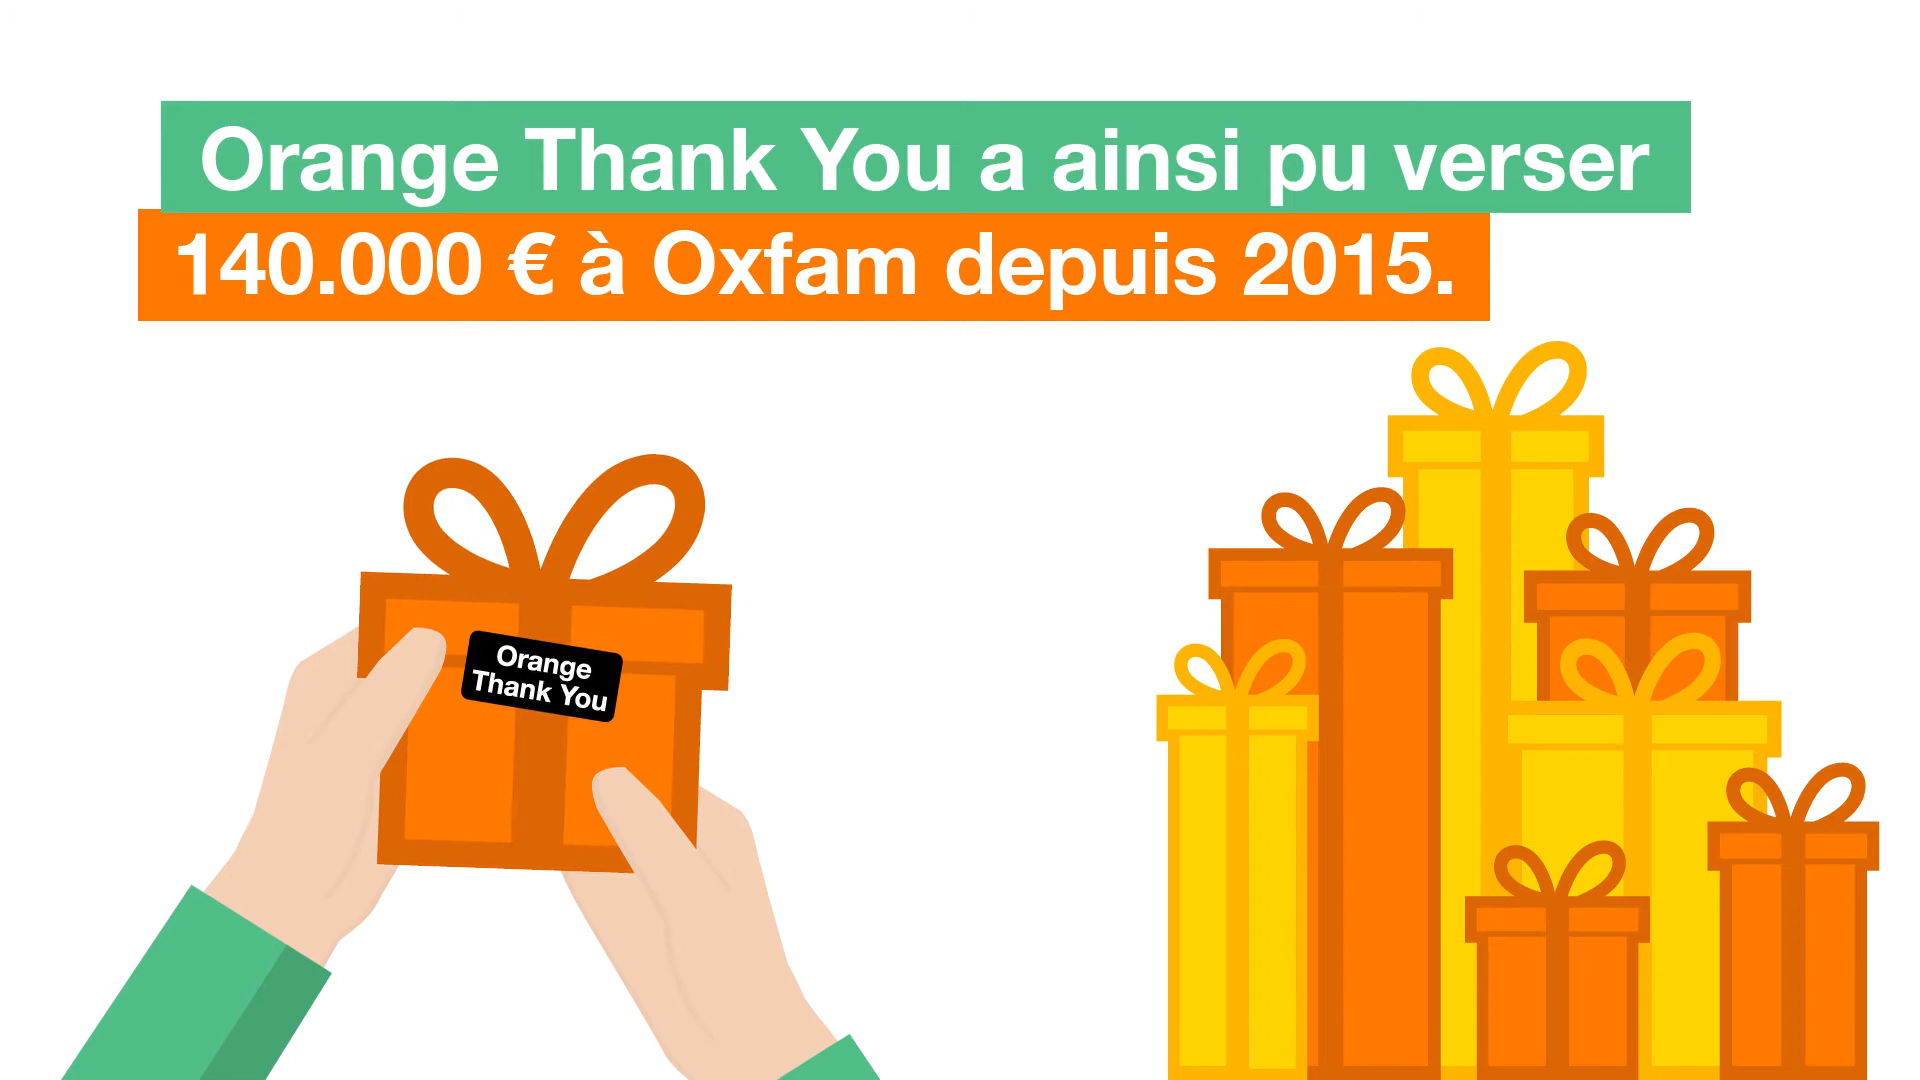 Orange Thank You a ainsi pu verser
140.000 € à Oxfam depuis 2015.
Orange
Thank You